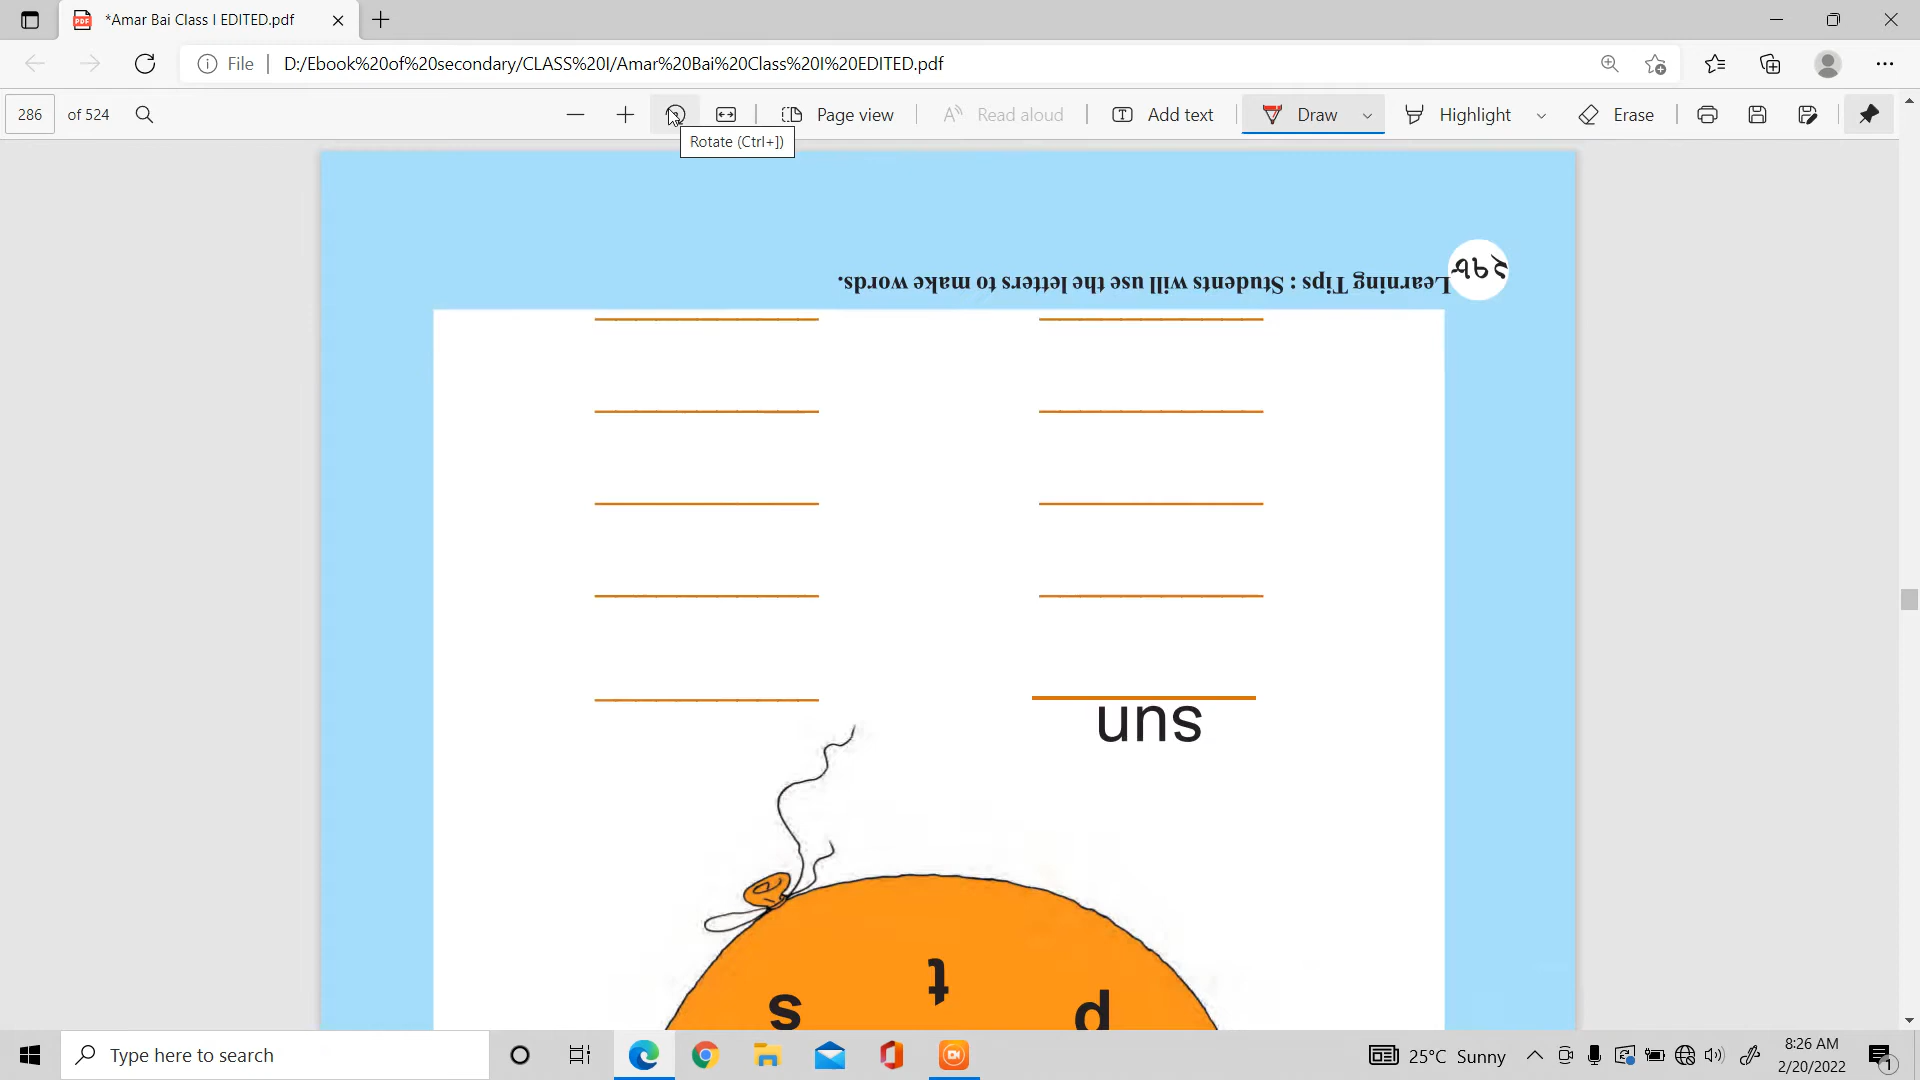 *Amar Bai Class I EDITED.pdf
File
D:/Ebook%20of%20secondary/CLASS%20I/Amar%20Bai%20Class%20I%20EDITED.pdf
286 of 524
Page view
Read aloud
Add text
Draw
Highlight
Erase
Rotate (Ctrl+])
Learning Tips : Students will use the letters to make words.
sun
s t p
Type here to search
25°C Sunny
8:26 AM
2/20/2022
1